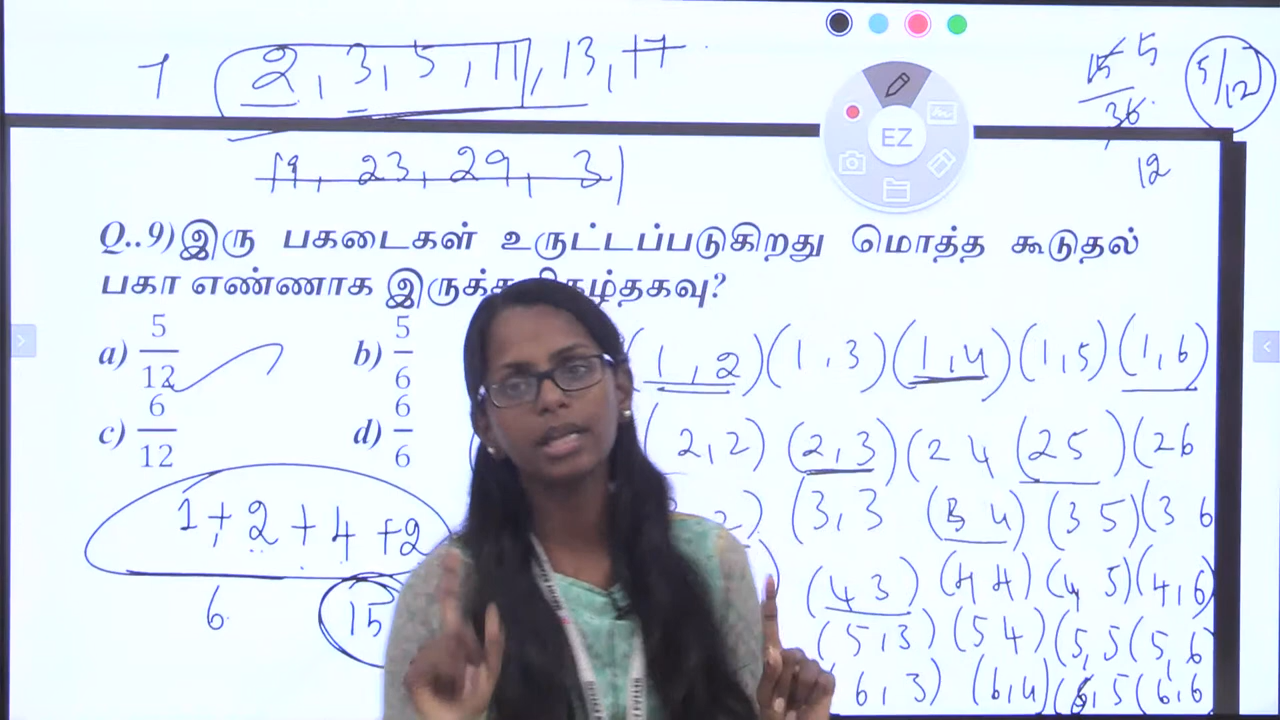 7 2, 3, 5, 11, 13, 17
15 5
36
12
5/12
EZ
19, 23, 29, 31
Q..9) இரு பகடைகள் உருட்டப்படுகிறது மொத்த கூடுதல்
பகா எண்ணாக இருக்க நிகழ்தகவு?
a) 5/12 b) 5/6
c) 6/12 d) 6/6
(1, 2) (1, 3) (1, 4) (1, 5) (1, 6)
2, 2) (2, 3) (2 4 (2 5) (2 6
(3, 3 (3 4) (3 5) (3 6
1 + 2 + 4 + 2
(4 3) (4 4) (4 5) (4, 6)
6 15
(5, 3) (5 4) (5, 5 (5, 6
6, 3) (6, 4) (6, 5 (6, 6